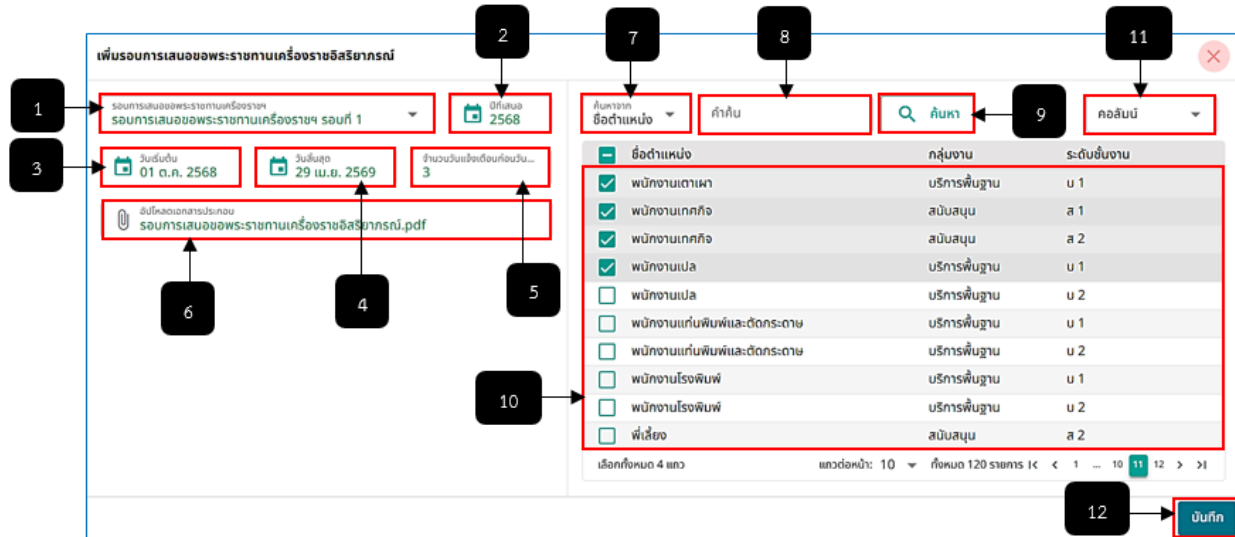 เพิ่มรอบการเสนอขอพระราชทานเครื่องราชอิสริยาภรณ์
2
7
8
11
1
รอบการเสนอขอพระราชทานเครื่องราชฯ
รอบการเสนอขอพระราชทานเครื่องราชฯ รอบที่ 1
ปีที่เสนอ
2568
ค้นหาจาก
ชื่อตำแหน่ง
คำค้น
ค้นหา
9
คอลัมน์
3
วันเริ่มต้น
01 ต.ค. 2568
วันสิ้นสุด
29 เม.ย. 2569
จำนวนวันแจ้งเตือนก่อนวัน...
3
อัปโหลดเอกสารประกอบ
รอบการเสนอขอพระราชทานเครื่องราชอิสริยาภรณ์.pdf
6
4
5
ชื่อตำแหน่ง กลุ่มงาน ระดับชั้นงาน
พนักงานเตาเผา บริการพื้นฐาน บ 1
พนักงานเทศกิจ สนับสนุน ส 1
พนักงานเทศกิจ สนับสนุน ส 2
พนักงานเปล บริการพื้นฐาน บ 1
พนักงานเปล บริการพื้นฐาน บ 2
พนักงานแท่นพิมพ์และตัดกระดาษ บริการพื้นฐาน บ 1
พนักงานแท่นพิมพ์และตัดกระดาษ บริการพื้นฐาน บ 2
พนักงานโรงพิมพ์ บริการพื้นฐาน บ 1
พนักงานโรงพิมพ์ บริการพื้นฐาน บ 2
พี่เลี้ยง สนับสนุน ส 2
10
เลือกทั้งหมด 4 แถว แถวต่อหน้า: 10 ทั้งหมด 120 รายการ 1 ... 10 11 12
12
บันทึก